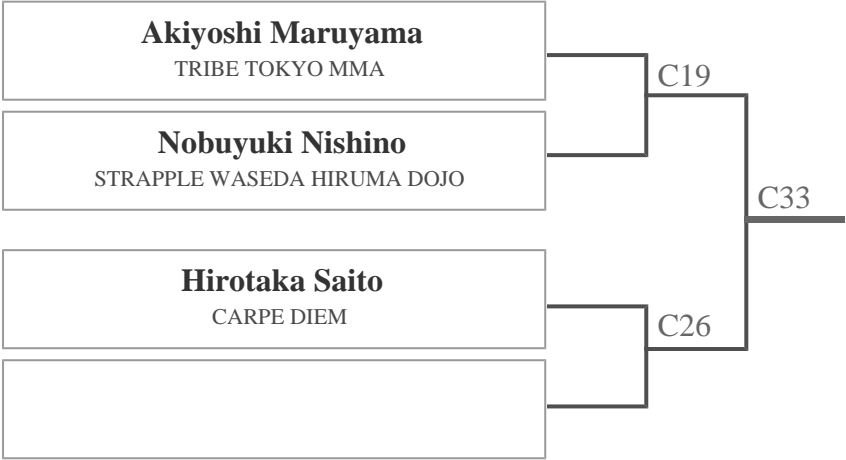 Akiyoshi Maruyama
TRIBE TOKYO MMA
C19
Nobuyuki Nishino
STRAPPLE WASEDA HIRUMA DOJO
C33
Hirotaka Saito
CARPE DIEM
C26